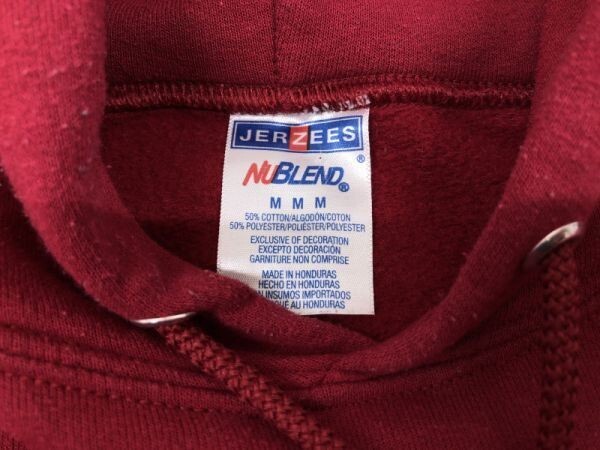 JERZEES
®
NUBLEND®
M M M
50% COTTON/ALGODÓN/COTON
50% POLYESTER/POLIÉSTER/POLYESTER
EXCLUSIVE OF DECORATION
EXCEPTO DECORACIÓN
GARNITURE NON COMPRISE
MADE IN HONDURAS
HECHO EN HONDURAS
INSUMOS IMPORTADOS
AU HONDURAS